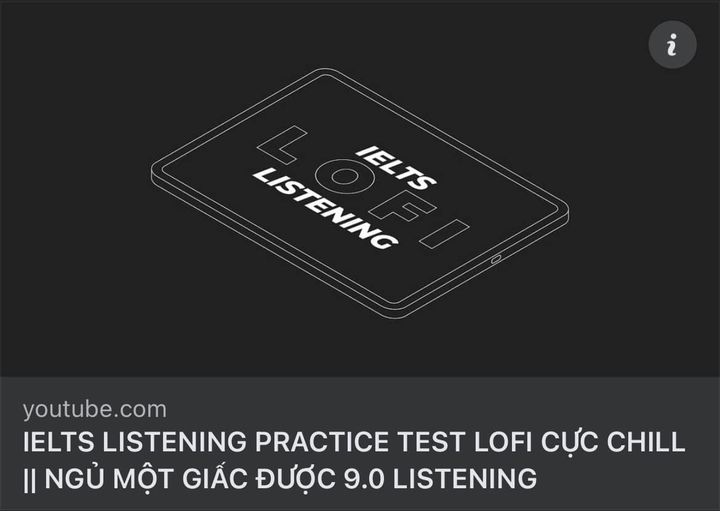 IELTS
LOFI
LISTENING
youtube.com
IELTS LISTENING PRACTICE TEST LOFI CỰC CHILL
|| NGỦ MỘT GIẤC ĐƯỢC 9.0 LISTENING